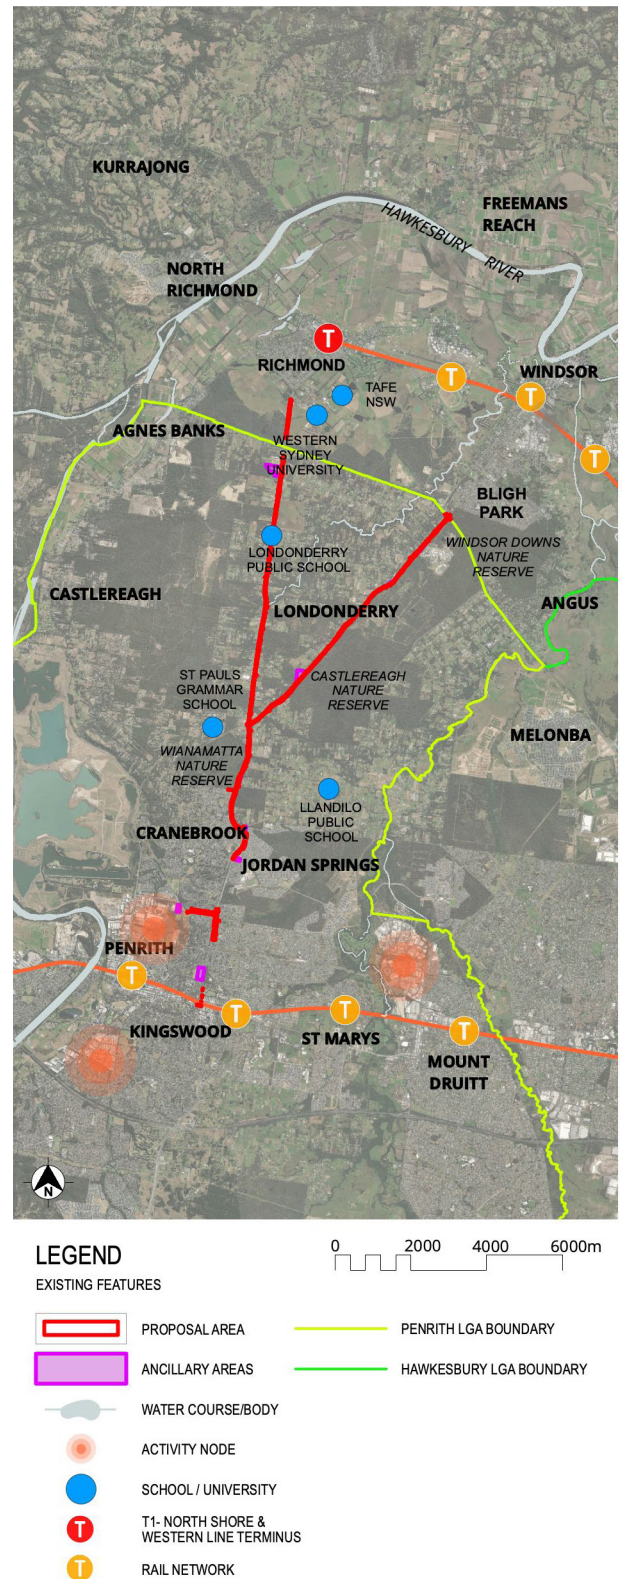 KURRAJONG
FREEMANS
REACH
HAWKESBURY RIVER
NORTH
RICHMOND
T
RICHMOND
WINDSOR
T
T
TAFE
NSW
AGNES BANKS
WESTERN
SYDNEY
UNIVERSITY
T
BLIGH
PARK
WINDSOR DOWNS
NATURE
RESERVE
LONDONDERRY
PUBLIC SCHOOL
CASTLEREAGH
LONDONDERRY
ANGUS
ST PAULS
GRAMMAR
SCHOOL
CASTLEREAGH
NATURE
RESERVE
WIANAMATTA
NATURE
RESERVE
MELONBA
LLANDILO
PUBLIC
SCHOOL
CRANEBROOK
JORDAN SPRINGS
PENRITH
T
T
T
T
KINGSWOOD
ST MARYS
MOUNT
DRUITT
N
LEGEND
0 2000 4000 6000m
EXISTING FEATURES
PROPOSAL AREA
PENRITH LGA BOUNDARY
ANCILLARY AREAS
HAWKESBURY LGA BOUNDARY
WATER COURSE/BODY
ACTIVITY NODE
SCHOOL / UNIVERSITY
T
T1- NORTH SHORE &
WESTERN LINE TERMINUS
T
RAIL NETWORK